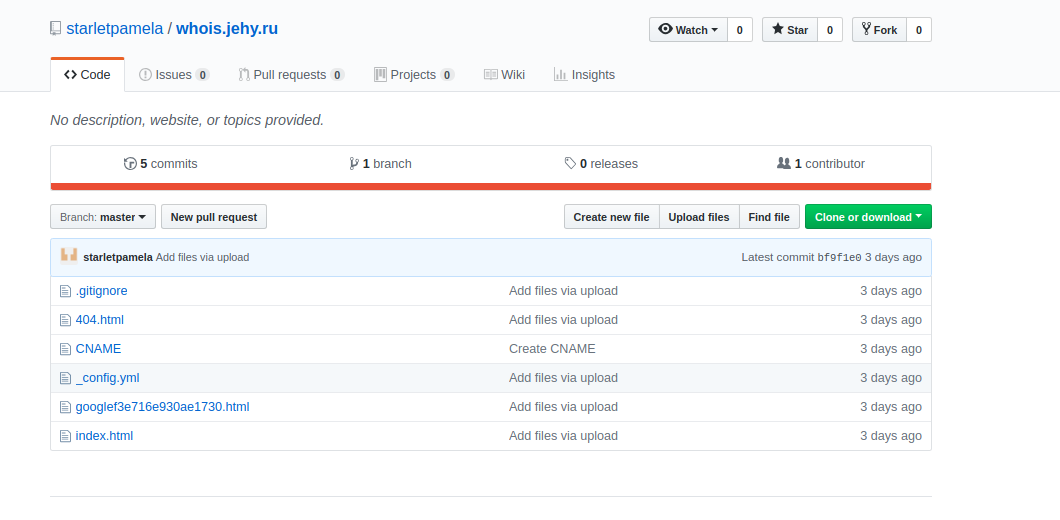 starletpamela / whois.jehy.ru
Watch 0 Star 0 Fork 0
Code Issues 0 Pull requests 0 Projects 0 Wiki Insights
No description, website, or topics provided.
5 commits 1 branch 0 releases 1 contributor
Branch: master New pull request Create new file Upload files Find file Clone or download
starletpamela Add files via upload Latest commit bf9f1e0 3 days ago
.gitignore Add files via upload 3 days ago
404.html Add files via upload 3 days ago
CNAME Create CNAME 3 days ago
_config.yml Add files via upload 3 days ago
googlef3e716e930ae1730.html Add files via upload 3 days ago
index.html Add files via upload 3 days ago